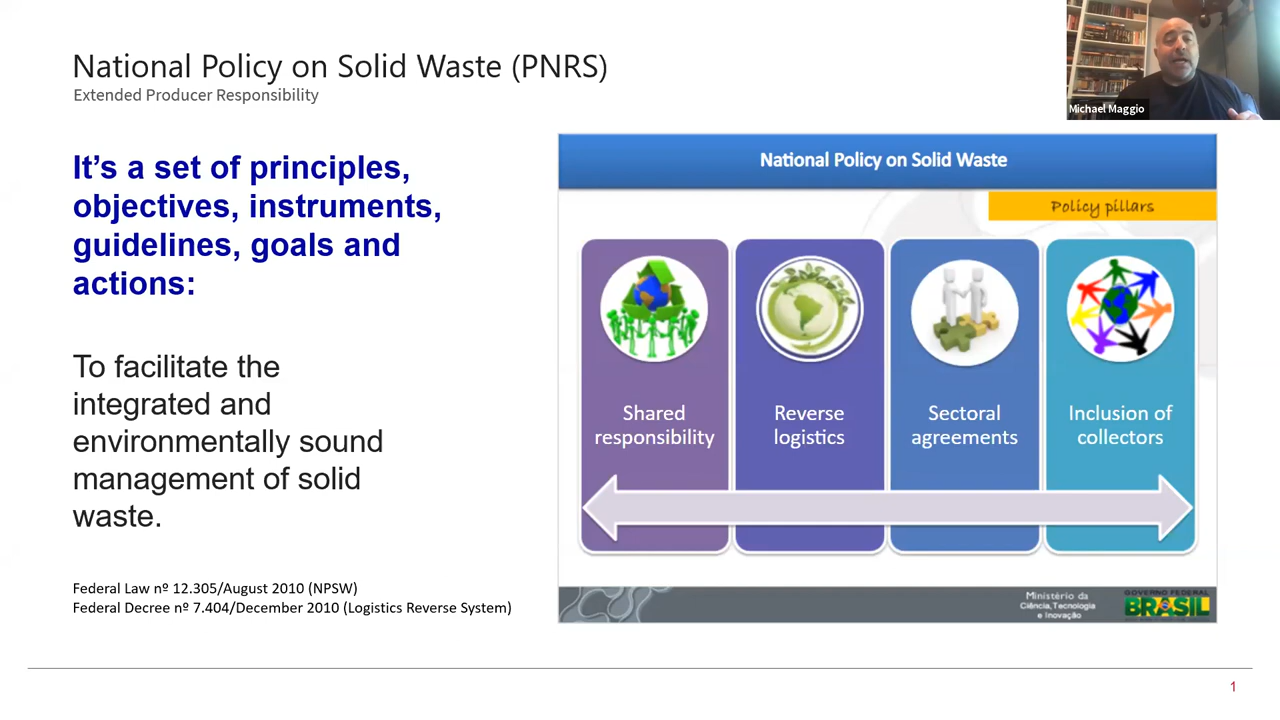 National Policy on Solid Waste (PNRS)
Extended Producer Responsibility
Michael Maggio
It’s a set of principles,
objectives, instruments,
guidelines, goals and
actions:
To facilitate the
integrated and
environmentally sound
management of solid
waste.
Federal Law nº 12.305/August 2010 (NPSW)
Federal Decree nº 7.404/December 2010 (Logistics Reverse System)
National Policy on Solid Waste
Policy pillars
Shared
responsibility
Reverse
logistics
Sectoral
agreements
Inclusion of
collectors
Ministério da
Ciência, Tecnologia
e Inovação
GOVERNO FEDERAL
BRASIL
1